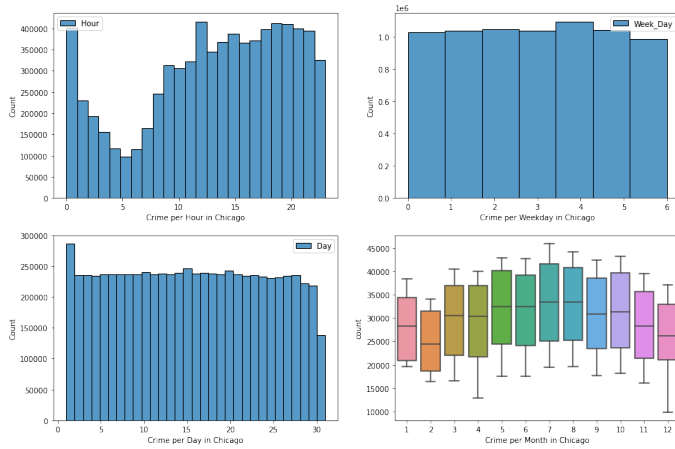 Hour
400000
350000
300000
250000
200000
150000
100000
50000
0
Count
0 5 10 15 20
Crime per Hour in Chicago
1e6
Week_Day
1.0
0.8
0.6
0.4
0.2
0.0
Count
0 1 2 3 4 5 6
Crime per Weekday in Chicago
Day
300000
250000
200000
150000
100000
50000
0
Count
0 5 10 15 20 25 30
Crime per Day in Chicago
45000
40000
35000
30000
25000
20000
15000
10000
count
1 2 3 4 5 6 7 8 9 10 11 12
Crime per Month in Chicago